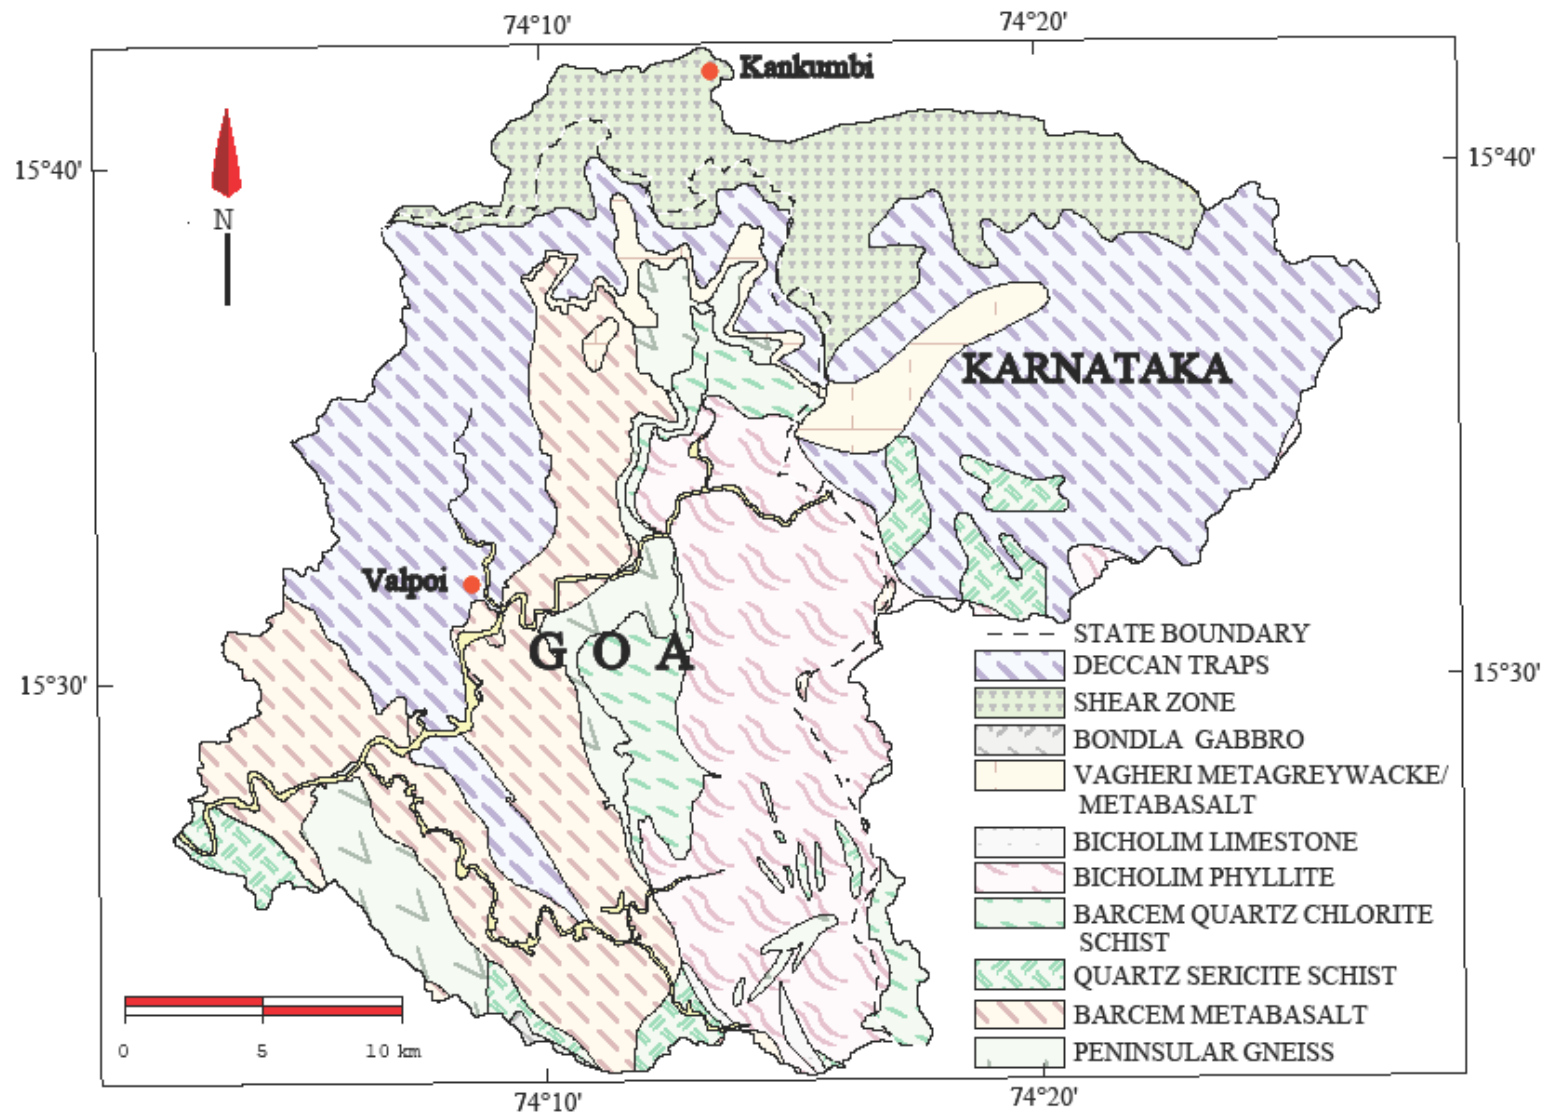 74°10'
74°20'
Kankumbi
15°40'
15°40'
N
KARNATAKA
Valpoi
G O A
STATE BOUNDARY
15°30'
15°30'
DECCAN TRAPS
SHEAR ZONE
BONDLA GABBRO
VAGHERI METAGREYWACKE/
METABASALT
BICHOLIM LIMESTONE
BICHOLIM PHYLLITE
BARCEM QUARTZ CHLORITE
SCHIST
QUARTZ SERICITE SCHIST
BARCEM METABASALT
PENINSULAR GNEISS
0 5 10 km
74°10'
74°20'